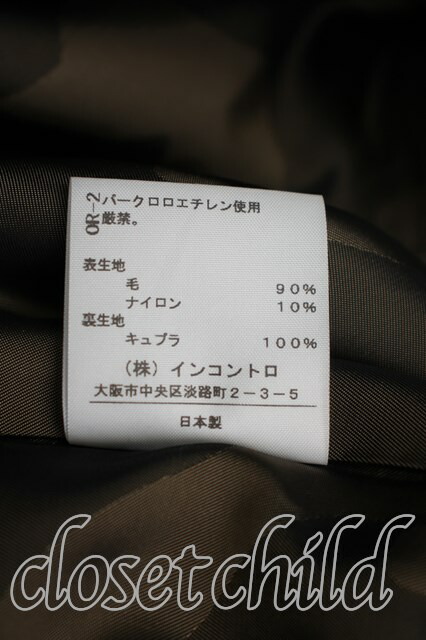 OR-2
パークロロエチレン使用
厳禁。
表生地
毛 90%
ナイロン 10%
裏生地
キュプラ 100%
(株)インコントロ
大阪市中央区淡路町2-3-5
日本製
closet child